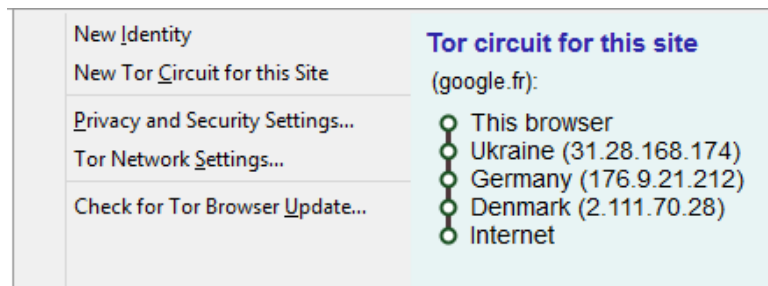 New Identity
New Tor Circuit for this Site
Privacy and Security Settings...
Tor Network Settings...
Check for Tor Browser Update...
Tor circuit for this site
(google.fr):
This browser
Ukraine (31.28.168.174)
Germany (176.9.21.212)
Denmark (2.111.70.28)
Internet